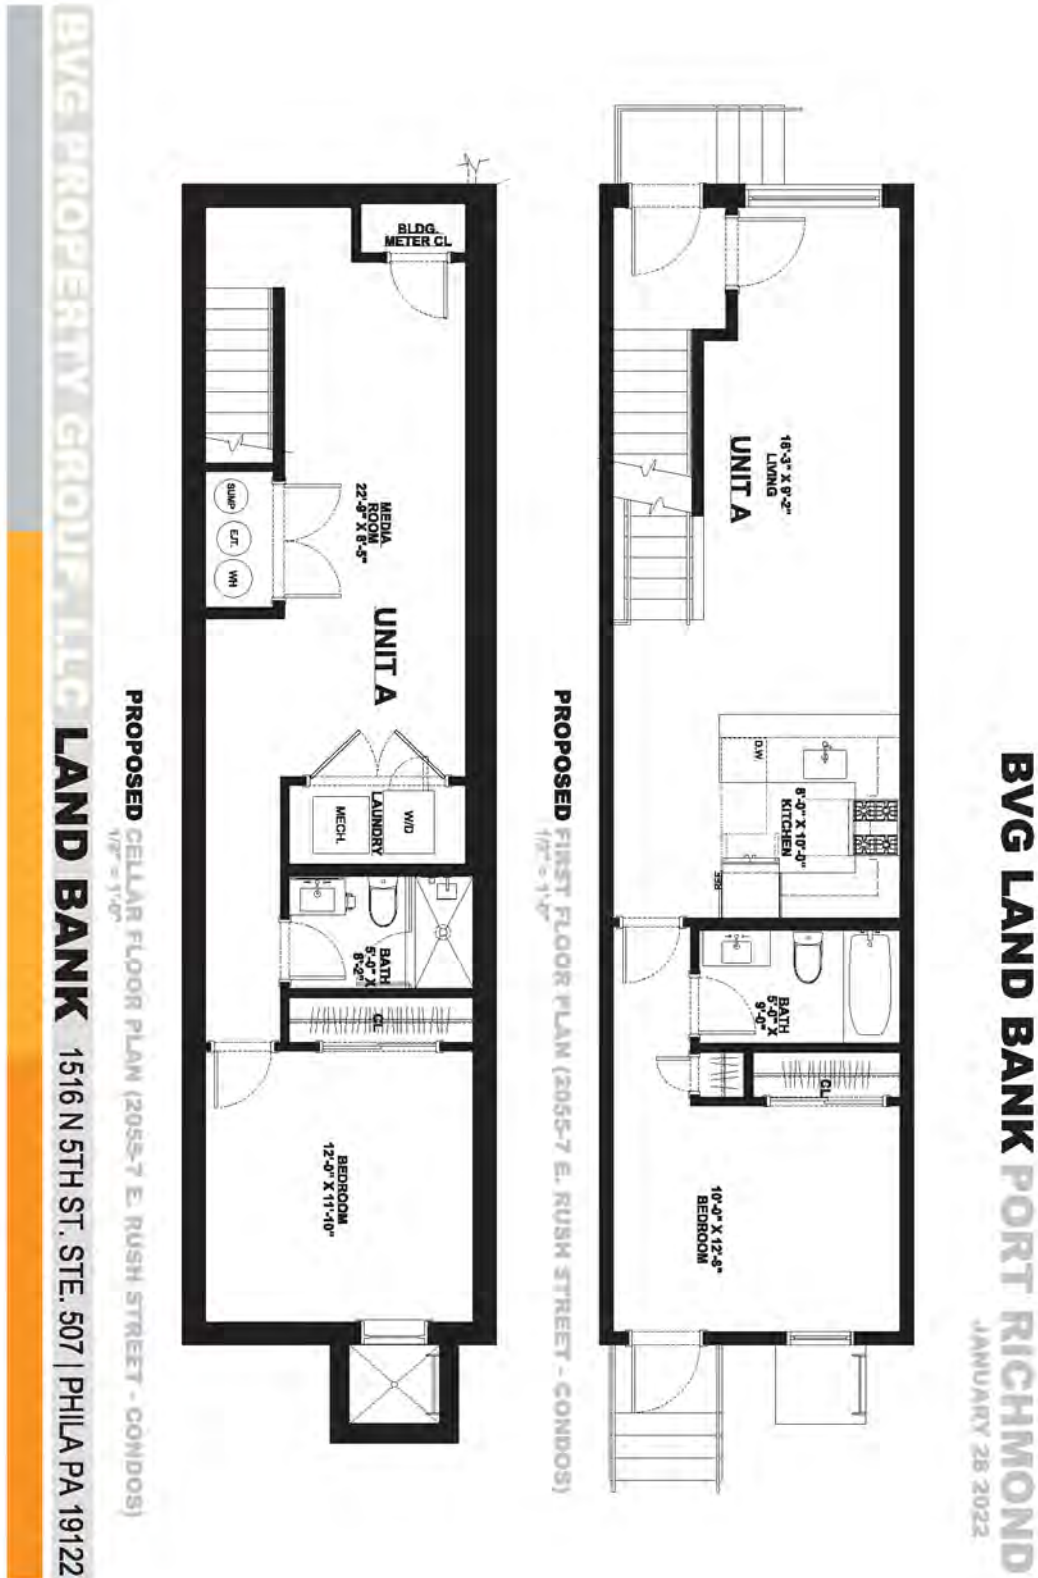 BVG LAND BANK PORT RICHMOND
JANUARY 28 2022
UNIT A
18'-3" X 9'-2"
LIVING
8'-0" X 10'-0"
KITCHEN
D.W.
REF.
BATH
5'-0" X
9'-0"
CL
10'-0" X 12'-8"
BEDROOM
PROPOSED FIRST FLOOR PLAN (2055-7 E. RUSH STREET - CONDOS)
1/8" = 1'-0"
BLDG.
METER CL
MEDIA
ROOM
22'-9" X 8'-5"
SUMP
EJT.
WH
UNIT A
LAUNDRY
W/D
MECH.
BATH
5'-0" X
8'-2"
CL
BEDROOM
12'-0" X 11'-10"
PROPOSED CELLAR FLOOR PLAN (2055-7 E. RUSH STREET - CONDOS)
1/8" = 1'-0"
BVG PROPERTY GROUP, LLC LAND BANK 1516 N 5TH ST. STE. 507 | PHILA PA 19122